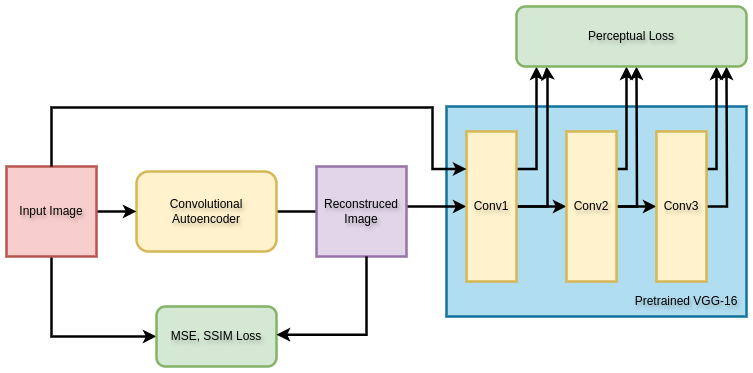 Perceptual Loss
Input Image
Convolutional
Autoencoder
Reconstruced
Image
Conv1
Conv2
Conv3
Pretrained VGG-16
MSE, SSIM Loss